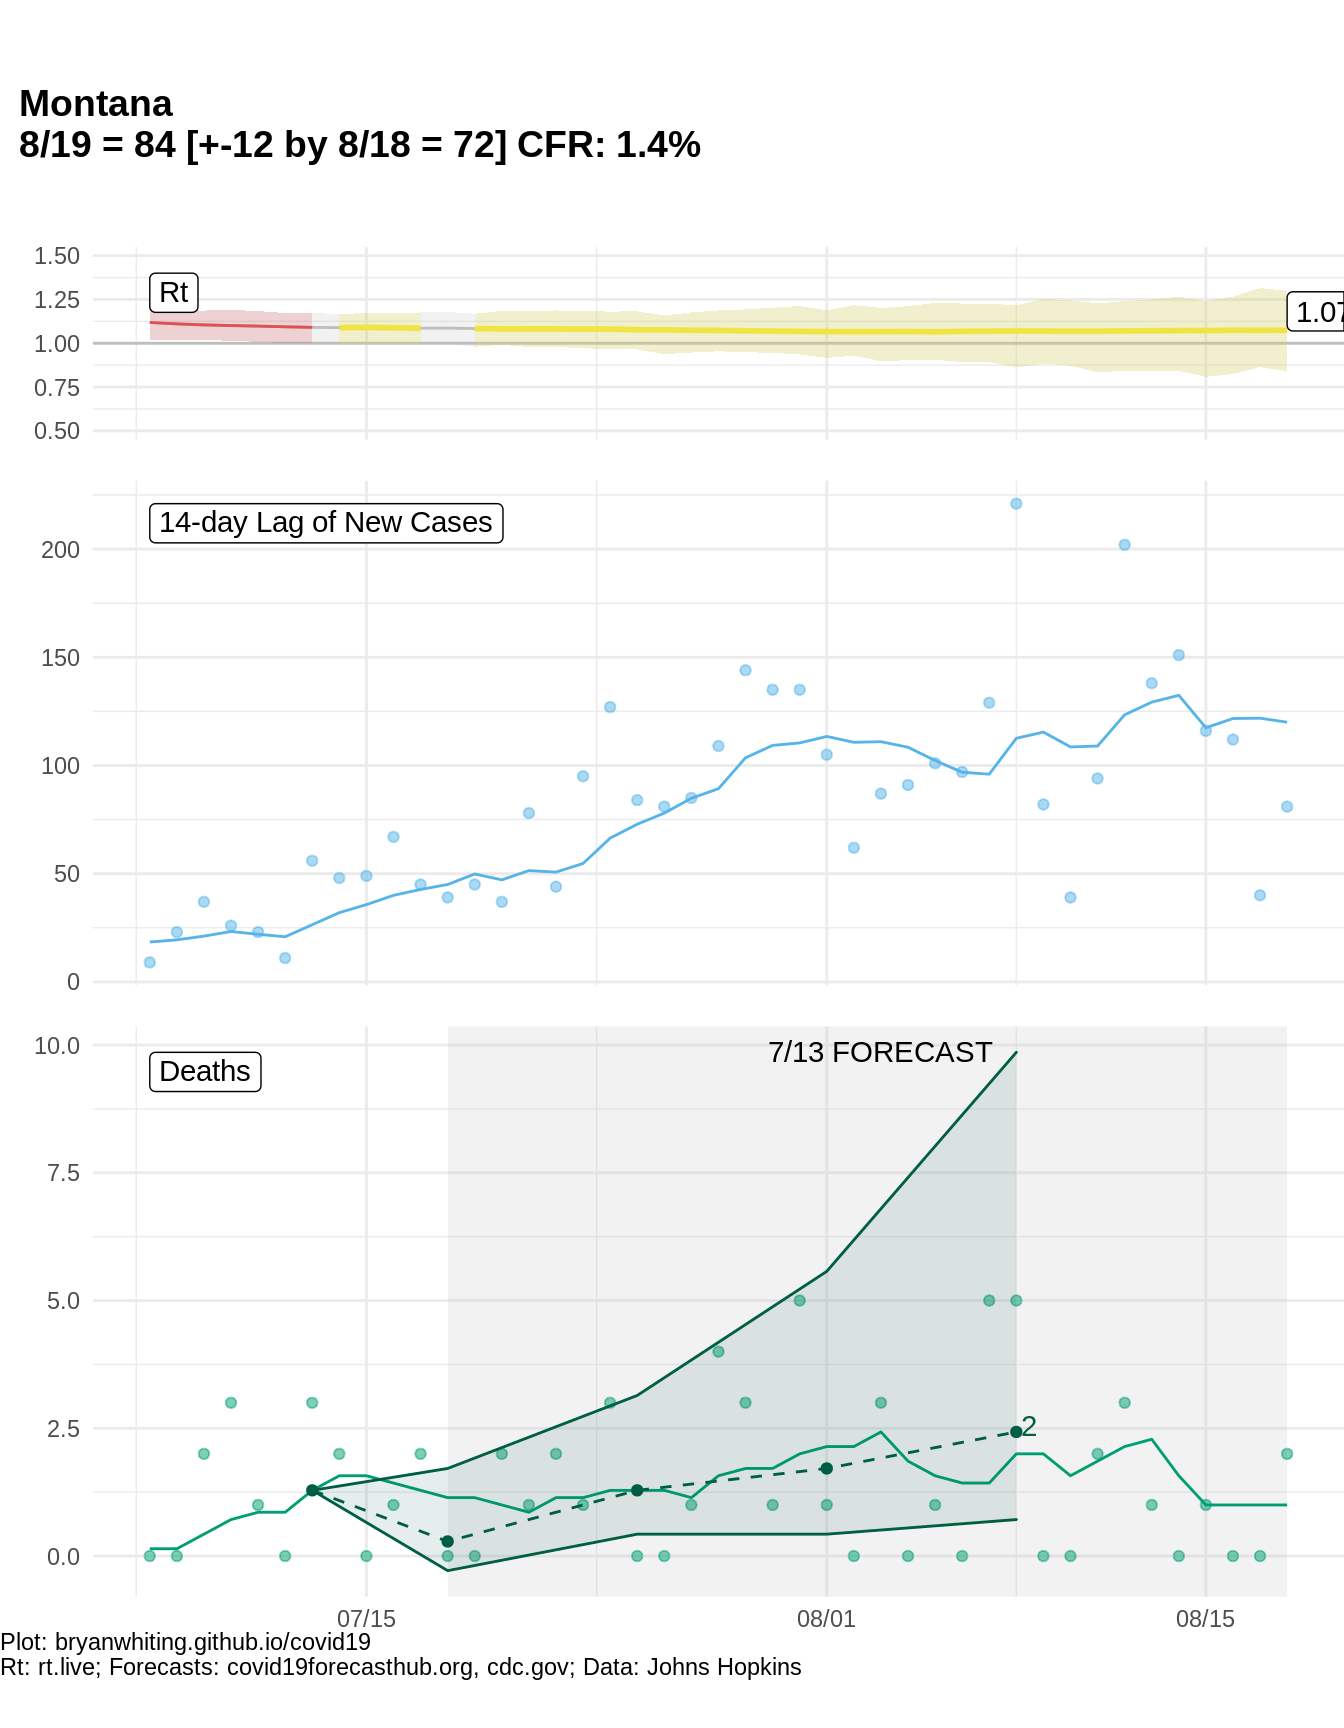 Montana
8/19 = 84 [+-12 by 8/18 = 72] CFR: 1.4%
1.50
1.25
1.00
0.75
0.50
Rt
1.07
200
150
100
50
0
14-day Lag of New Cases
10.0
7.5
5.0
2.5
0.0
Deaths
7/13 FORECAST
2
07/15
08/01
08/15
Plot: bryanwhiting.github.io/covid19
Rt: rt.live; Forecasts: covid19forecasthub.org, cdc.gov; Data: Johns Hopkins